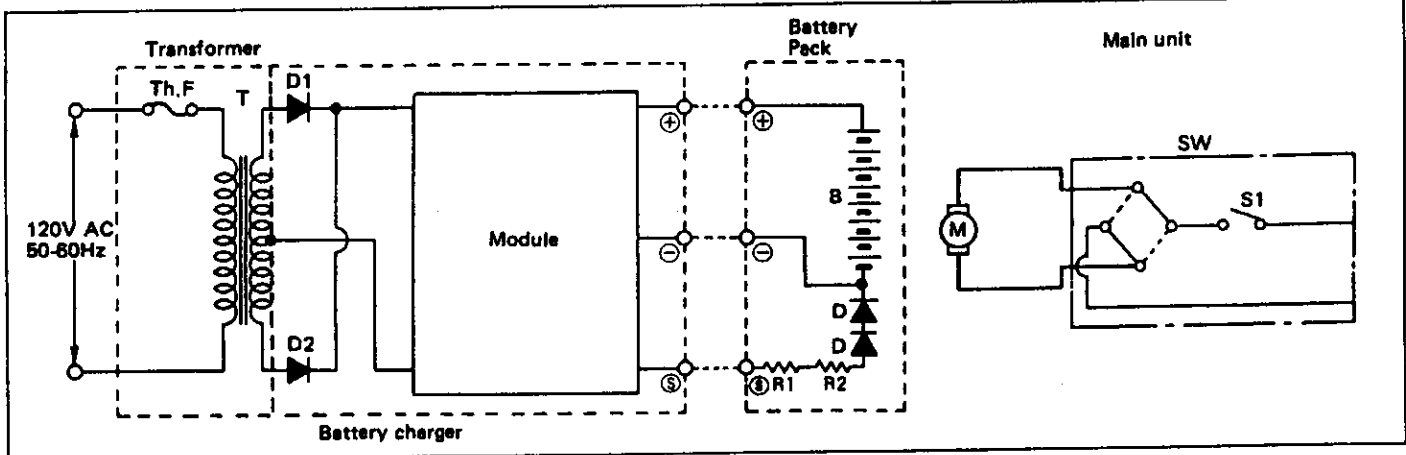 Transformer
Battery
Pack
Main unit
Th.F
T
D1
+
+
SW
S1
B
120V AC
50-60Hz
Module
M
−
−
D
D
D2
S
S
R1
R2
Battery charger